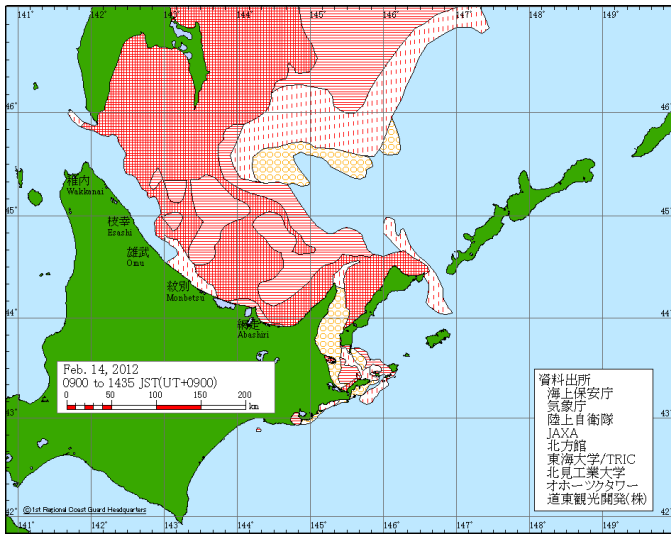 141° 142° 143° 144° 145° 146° 147° 148° 149°
46°
45°
44°
43°
42°
稚内
Wakkanai
枝幸
Esashi
雄武
Omu
紋別
Monbetsu
網走
Abashiri
Feb. 14, 2012
0900 to 1435 JST(UT+0900)
0 50 100 150 200
km
資料出所
海上保安庁
気象庁
陸上自衛隊
JAXA
北方館
東海大学/TRIC
北見工業大学
オホーツクタワー
道東観光開発(株)
46°
45°
44°
43°
42°
©1st Regional Coast Guard Headquarters
141° 142° 143° 144° 145° 146° 147° 148° 149°